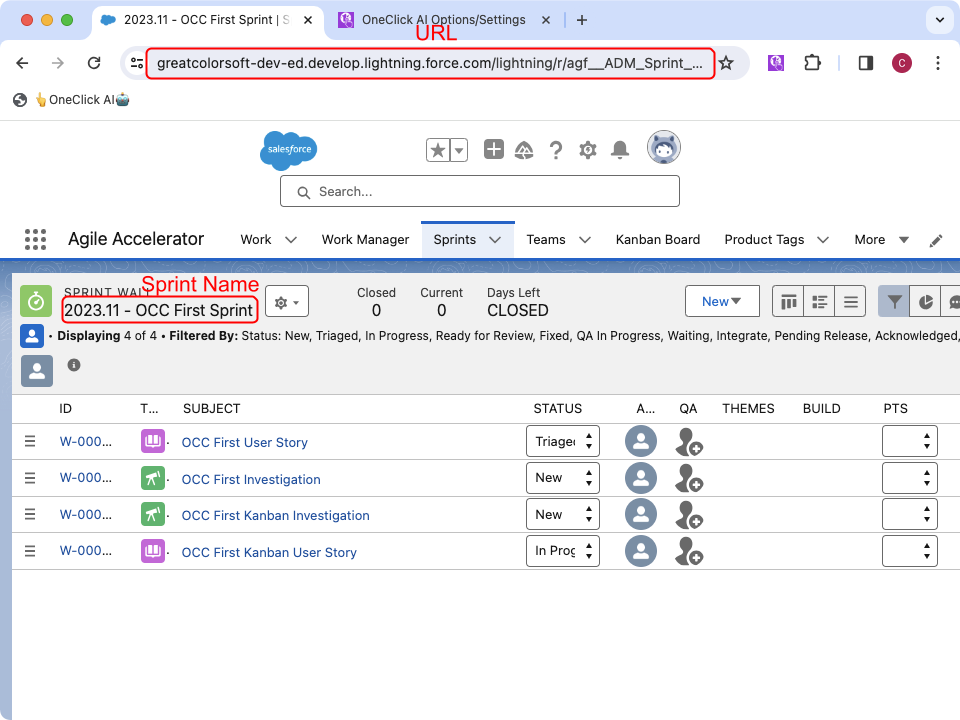 2023.11 - OCC First Sprint | S
OneClick AI Options/Settings
URL
greatcolorsoft-dev-ed.develop.lightning.force.com/lightning/r/agf__ADM_Sprint_...
C
OneClick AI
salesforce
Search...
Agile Accelerator
Work
Work Manager
Sprints
Teams
Kanban Board
Product Tags
More
Sprint Name
SPRINT WALL
2023.11 - OCC First Sprint
Closed
0
Current
0
Days Left
CLOSED
New
• Displaying 4 of 4 • Filtered By: Status: New, Triaged, In Progress, Ready for Review, Fixed, QA In Progress, Waiting, Integrate, Pending Release, Acknowledged,
ID T... SUBJECT STATUS A... QA THEMES BUILD PTS
W-000... OCC First User Story Triaged
W-000... OCC First Investigation New
W-000... OCC First Kanban Investigation New
W-000... OCC First Kanban User Story In Prog